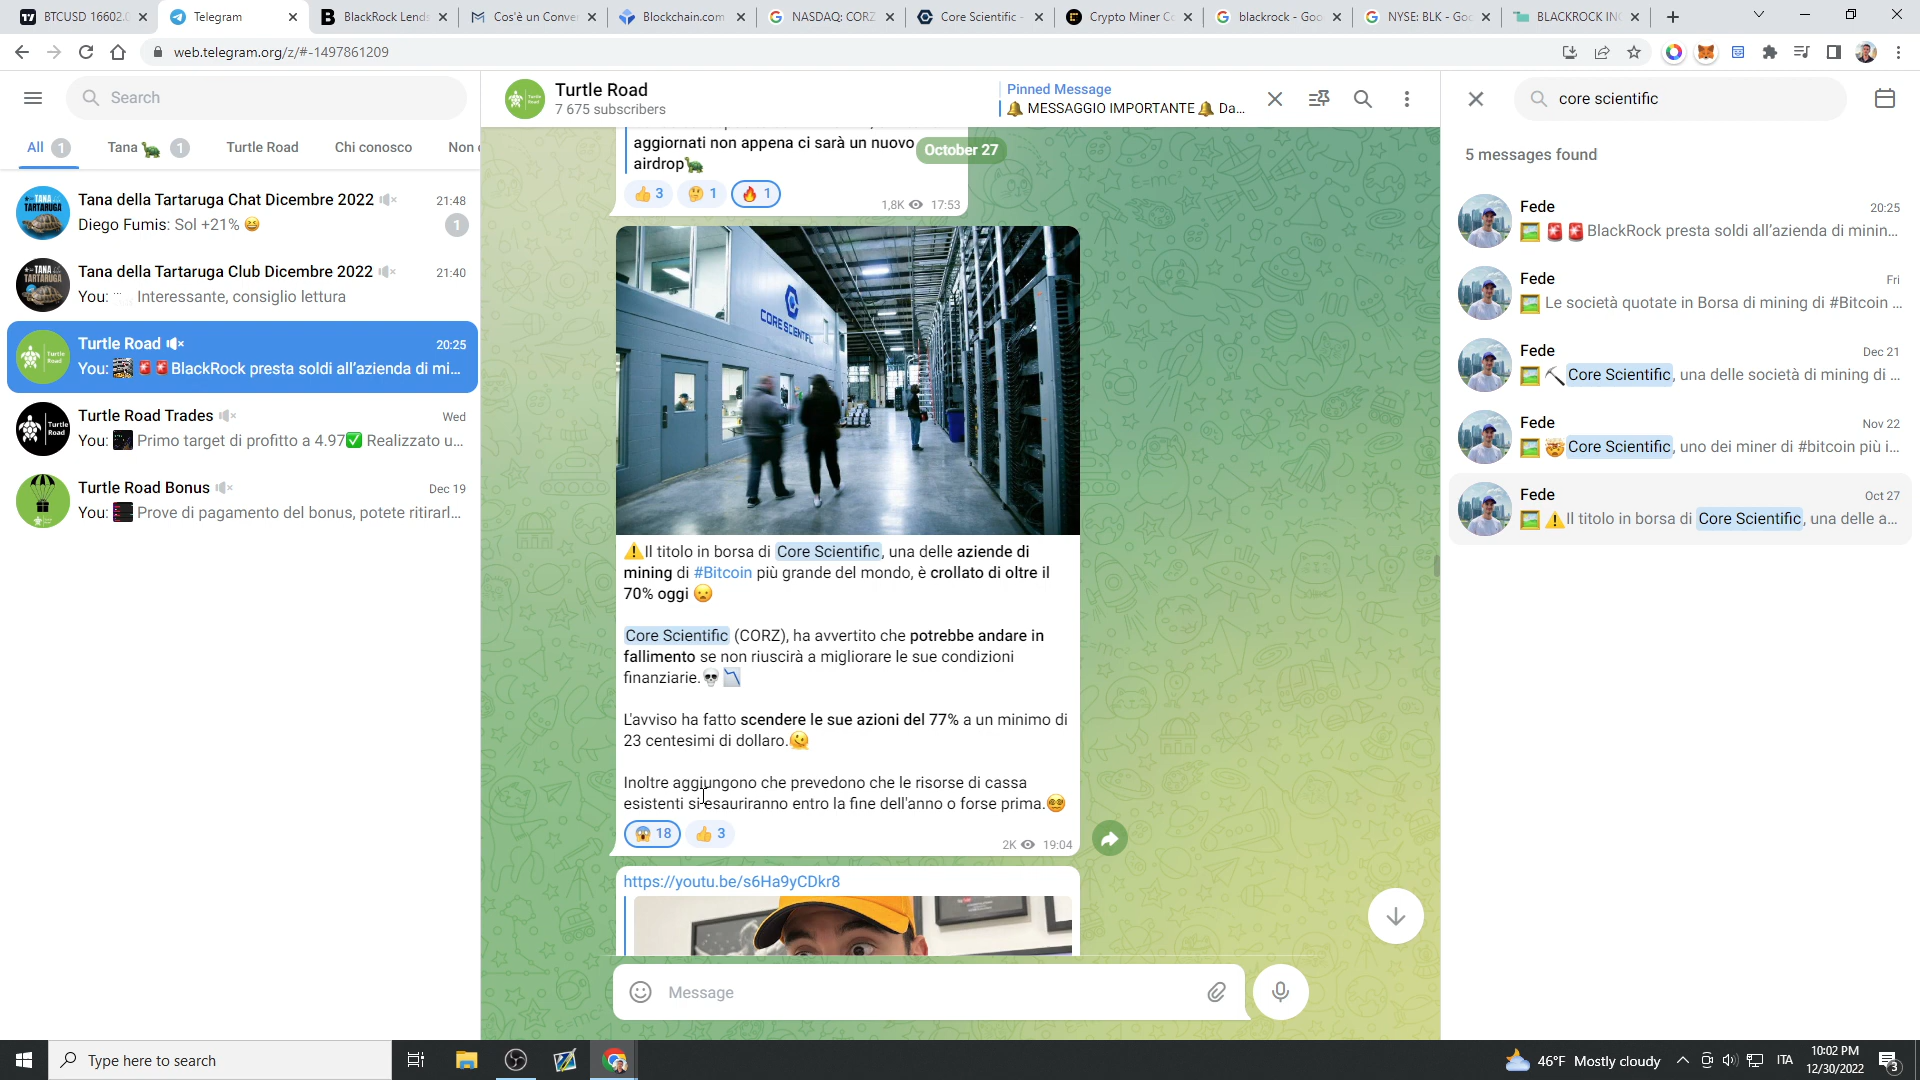 BTCUSD 16602.0
Telegram
BlackRock Lends
Cos'è un Conver
Blockchain.com
NASDAQ: CORZ
Core Scientific -
Crypto Miner Co
blackrock - Goo
NYSE: BLK - Goo
BLACKROCK INC
web.telegram.org/z/#-1497861209
Search
All 1
Tana 🐢 1
Turtle Road
Chi conosco
Non
Tana della Tartaruga Chat Dicembre 2022
21:48
Diego Fumis: Sol +21% 😆
1
Tana della Tartaruga Club Dicembre 2022
21:40
You: Interessante, consiglio lettura
Turtle Road
20:25
You: 🚨🚨BlackRock presta soldi all'azienda di mi...
Turtle Road Trades
Wed
You: Primo target di profitto a 4.97✅ Realizzato u...
Turtle Road Bonus
Dec 19
You: Prove di pagamento del bonus, potete ritirarl...
Turtle Road
7 675 subscribers
Pinned Message
🔔 MESSAGGIO IMPORTANTE 🔔 Da...
aggiornati non appena ci sarà un nuovo
airdrop🐢
October 27
👍 3 🤔 1 🔥 1
1,8K 17:53
CORE SCIENTIFIC
⚠️Il titolo in borsa di Core Scientific, una delle aziende di
mining di #Bitcoin più grande del mondo, è crollato di oltre il
70% oggi 😦
Core Scientific (CORZ), ha avvertito che potrebbe andare in
fallimento se non riuscirà a migliorare le sue condizioni
finanziarie.💀📉
L'avviso ha fatto scendere le sue azioni del 77% a un minimo di
23 centesimi di dollaro.🫠
Inoltre aggiungono che prevedono che le risorse di cassa
esistenti si esauriranno entro la fine dell'anno o forse prima.😵‍💫
😱 18 👍 3
2K 19:04
https://youtu.be/s6Ha9yCDkr8
Message
core scientific
5 messages found
Fede
20:25
🖼️ 🚨🚨BlackRock presta soldi all'azienda di minin...
Fede
Fri
🖼️ Le società quotate in Borsa di mining di #Bitcoin ...
Fede
Dec 21
🖼️ ⛏️Core Scientific, una delle società di mining di ...
Fede
Nov 22
🖼️ 🤯Core Scientific, uno dei miner di #bitcoin più i...
Fede
Oct 27
🖼️ ⚠️Il titolo in borsa di Core Scientific, una delle a...
Type here to search
46°F Mostly cloudy
ITA
10:02 PM
12/30/2022
3